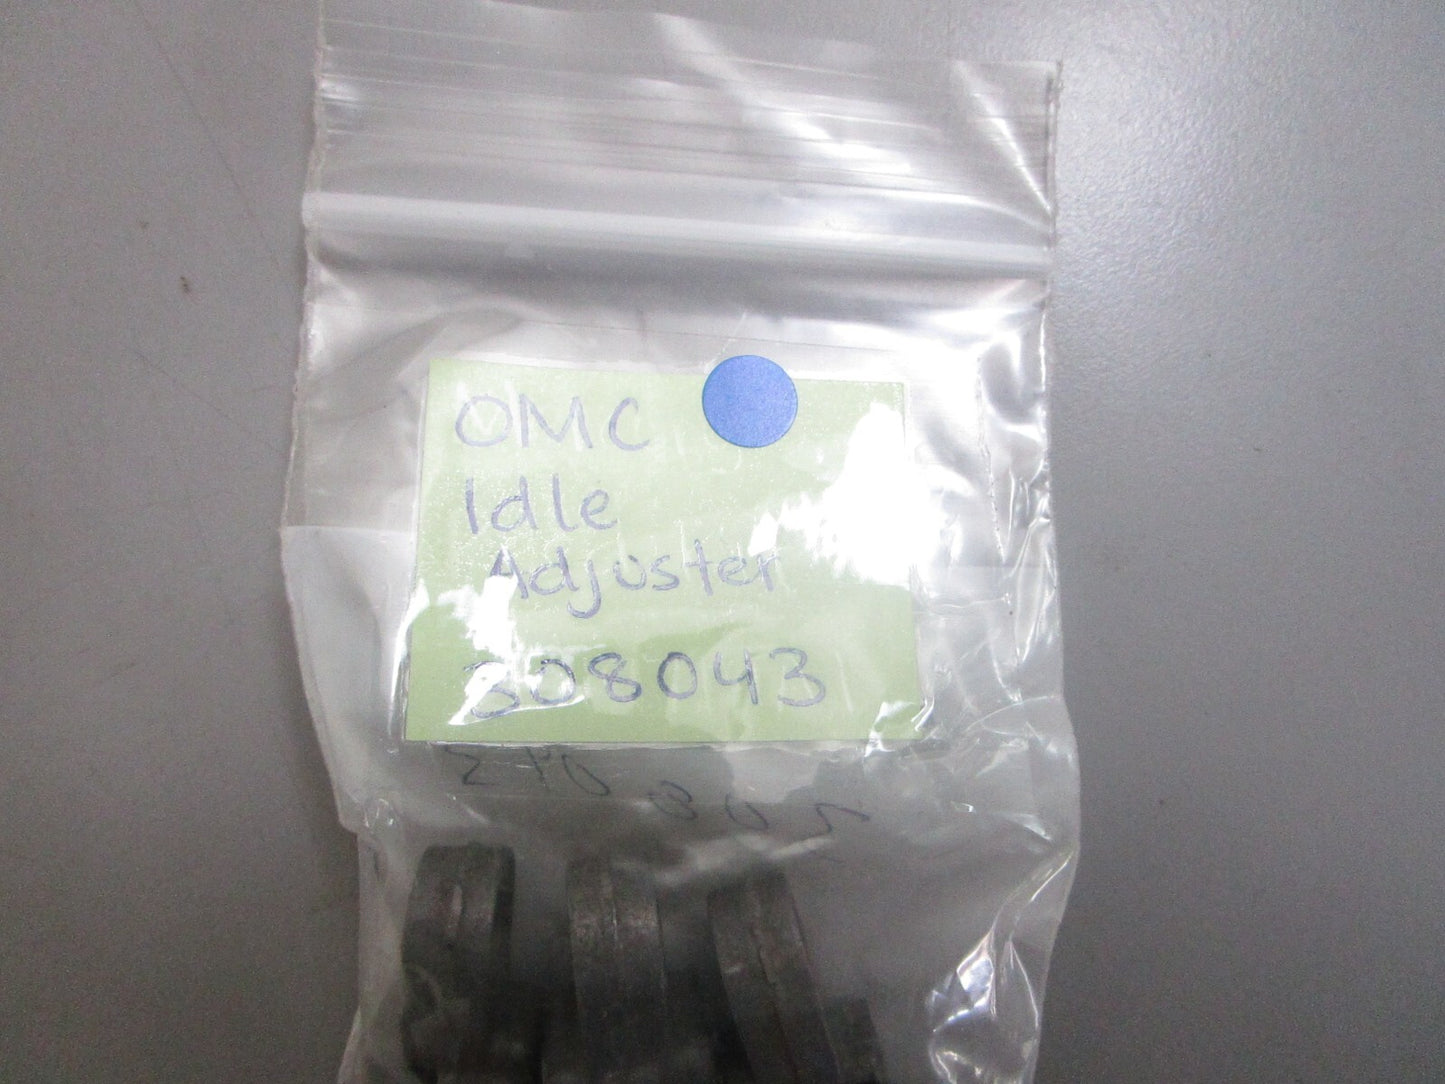 OMC
Idle
Adjuster
308043